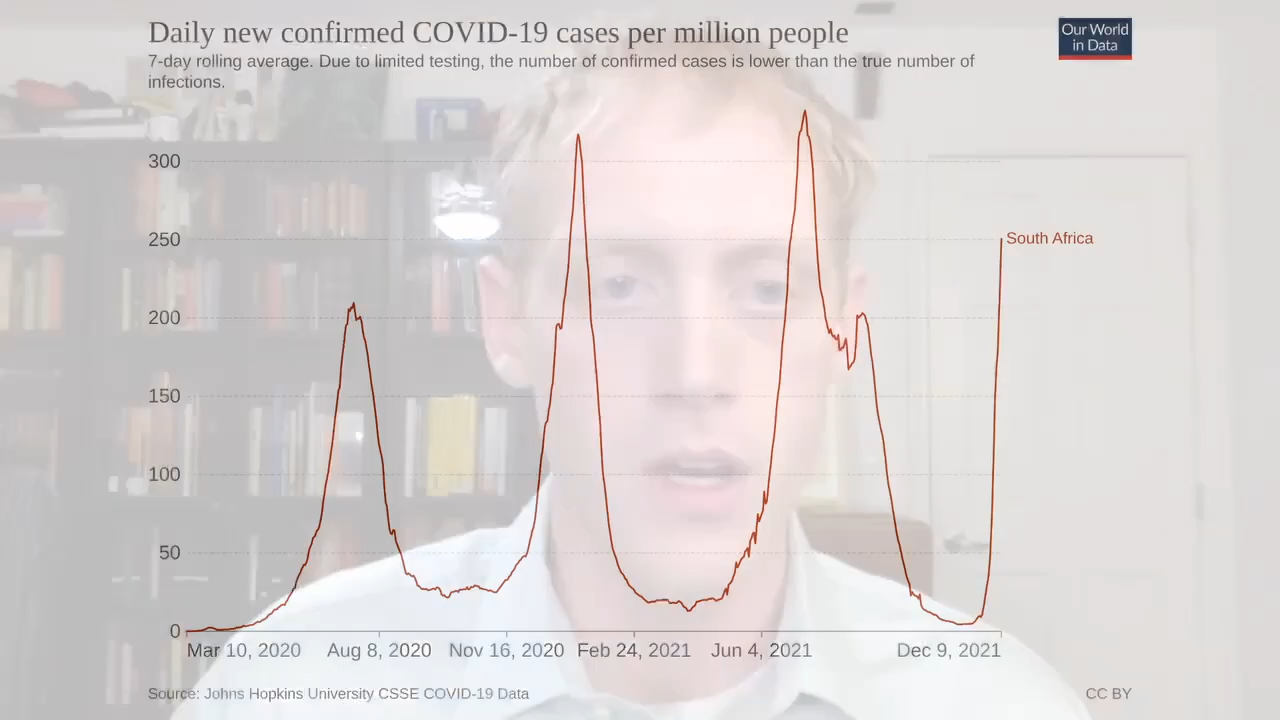 Daily new confirmed COVID-19 cases per million people
7-day rolling average. Due to limited testing, the number of confirmed cases is lower than the true number of
infections.
Our World
in Data
300
250
South Africa
200
150
100
50
0
Mar 10, 2020 Aug 8, 2020 Nov 16, 2020 Feb 24, 2021 Jun 4, 2021 Dec 9, 2021
Source: Johns Hopkins University CSSE COVID-19 Data CC BY